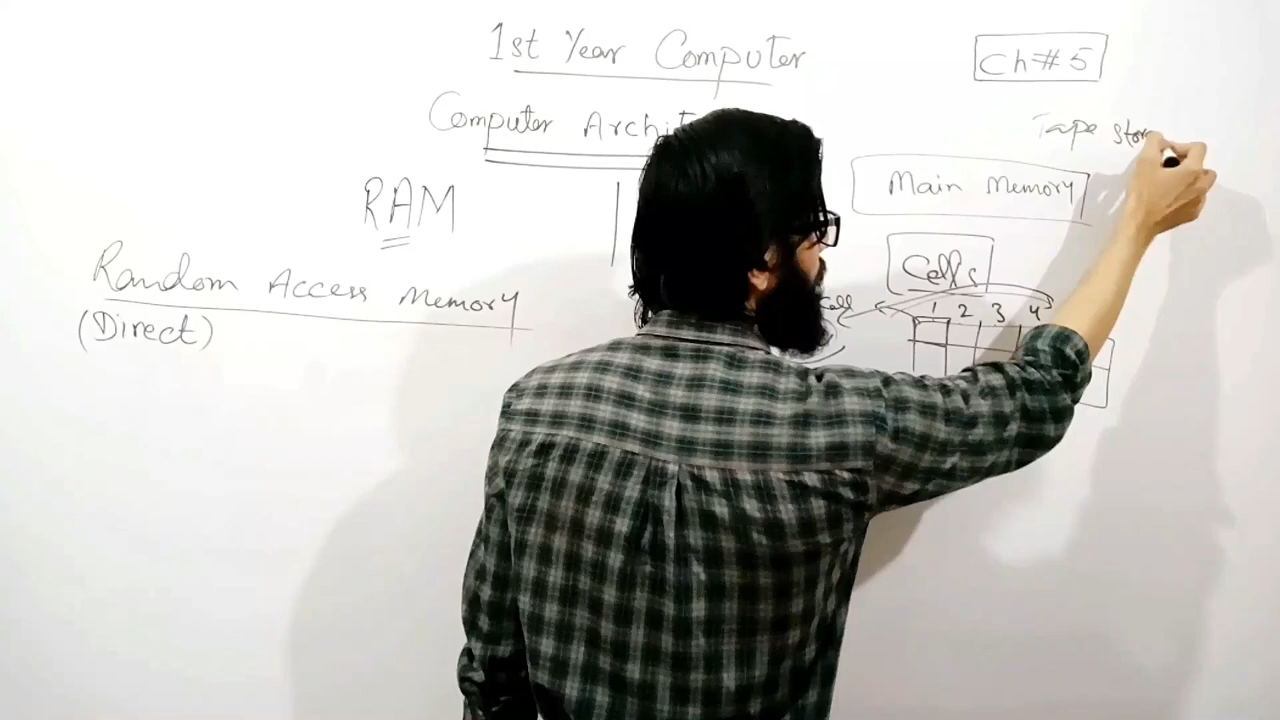 1st Year Computer
Ch # 5
Computer Archit
Tape stor
RAM
Main Memory
Random Access Memory
(Direct)
Cells
Cell
1 2 3 4